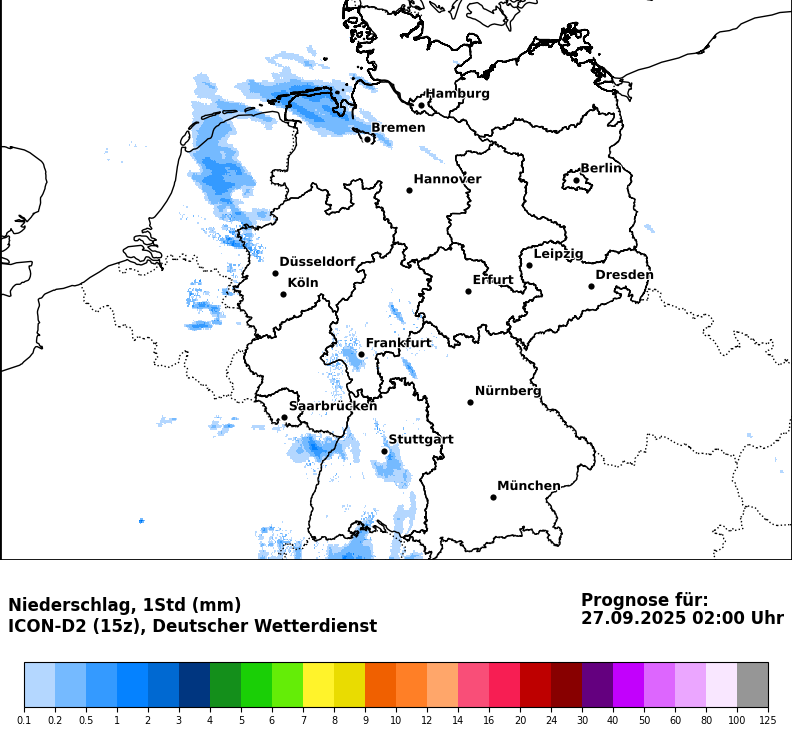 Hamburg
Bremen
Berlin
Hannover
Leipzig
Düsseldorf
Dresden
Köln
Erfurt
Frankfurt
Nürnberg
Saarbrücken
Stuttgart
München
Niederschlag, 1Std (mm)
ICON-D2 (15z), Deutscher Wetterdienst
Prognose für:
27.09.2025 02:00 Uhr
0.1 0.2 0.5 1 2 3 4 5 6 7 8 9 10 12 14 16 20 24 30 40 50 60 80 100 125